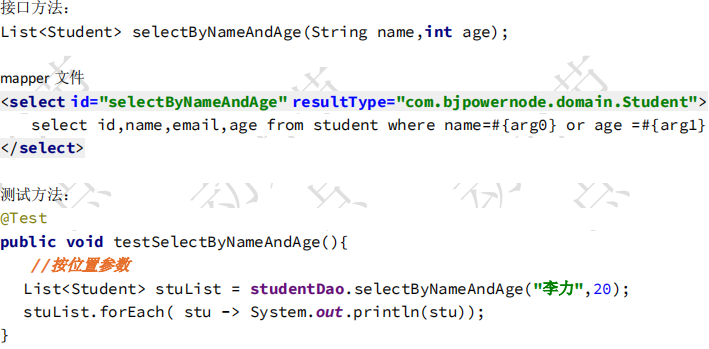 接口方法：
List<Student> selectByNameAndAge(String name,int age);
mapper 文件
<select id="selectByNameAndAge" resultType="com.bjpowernode.domain.Student">
select id,name,email,age from student where name=#{arg0} or age =#{arg1}
</select>
测试方法：
@Test
public void testSelectByNameAndAge(){
//按位置参数
List<Student> stuList = studentDao.selectByNameAndAge("李力",20);
stuList.forEach( stu -> System.out.println(stu));
}